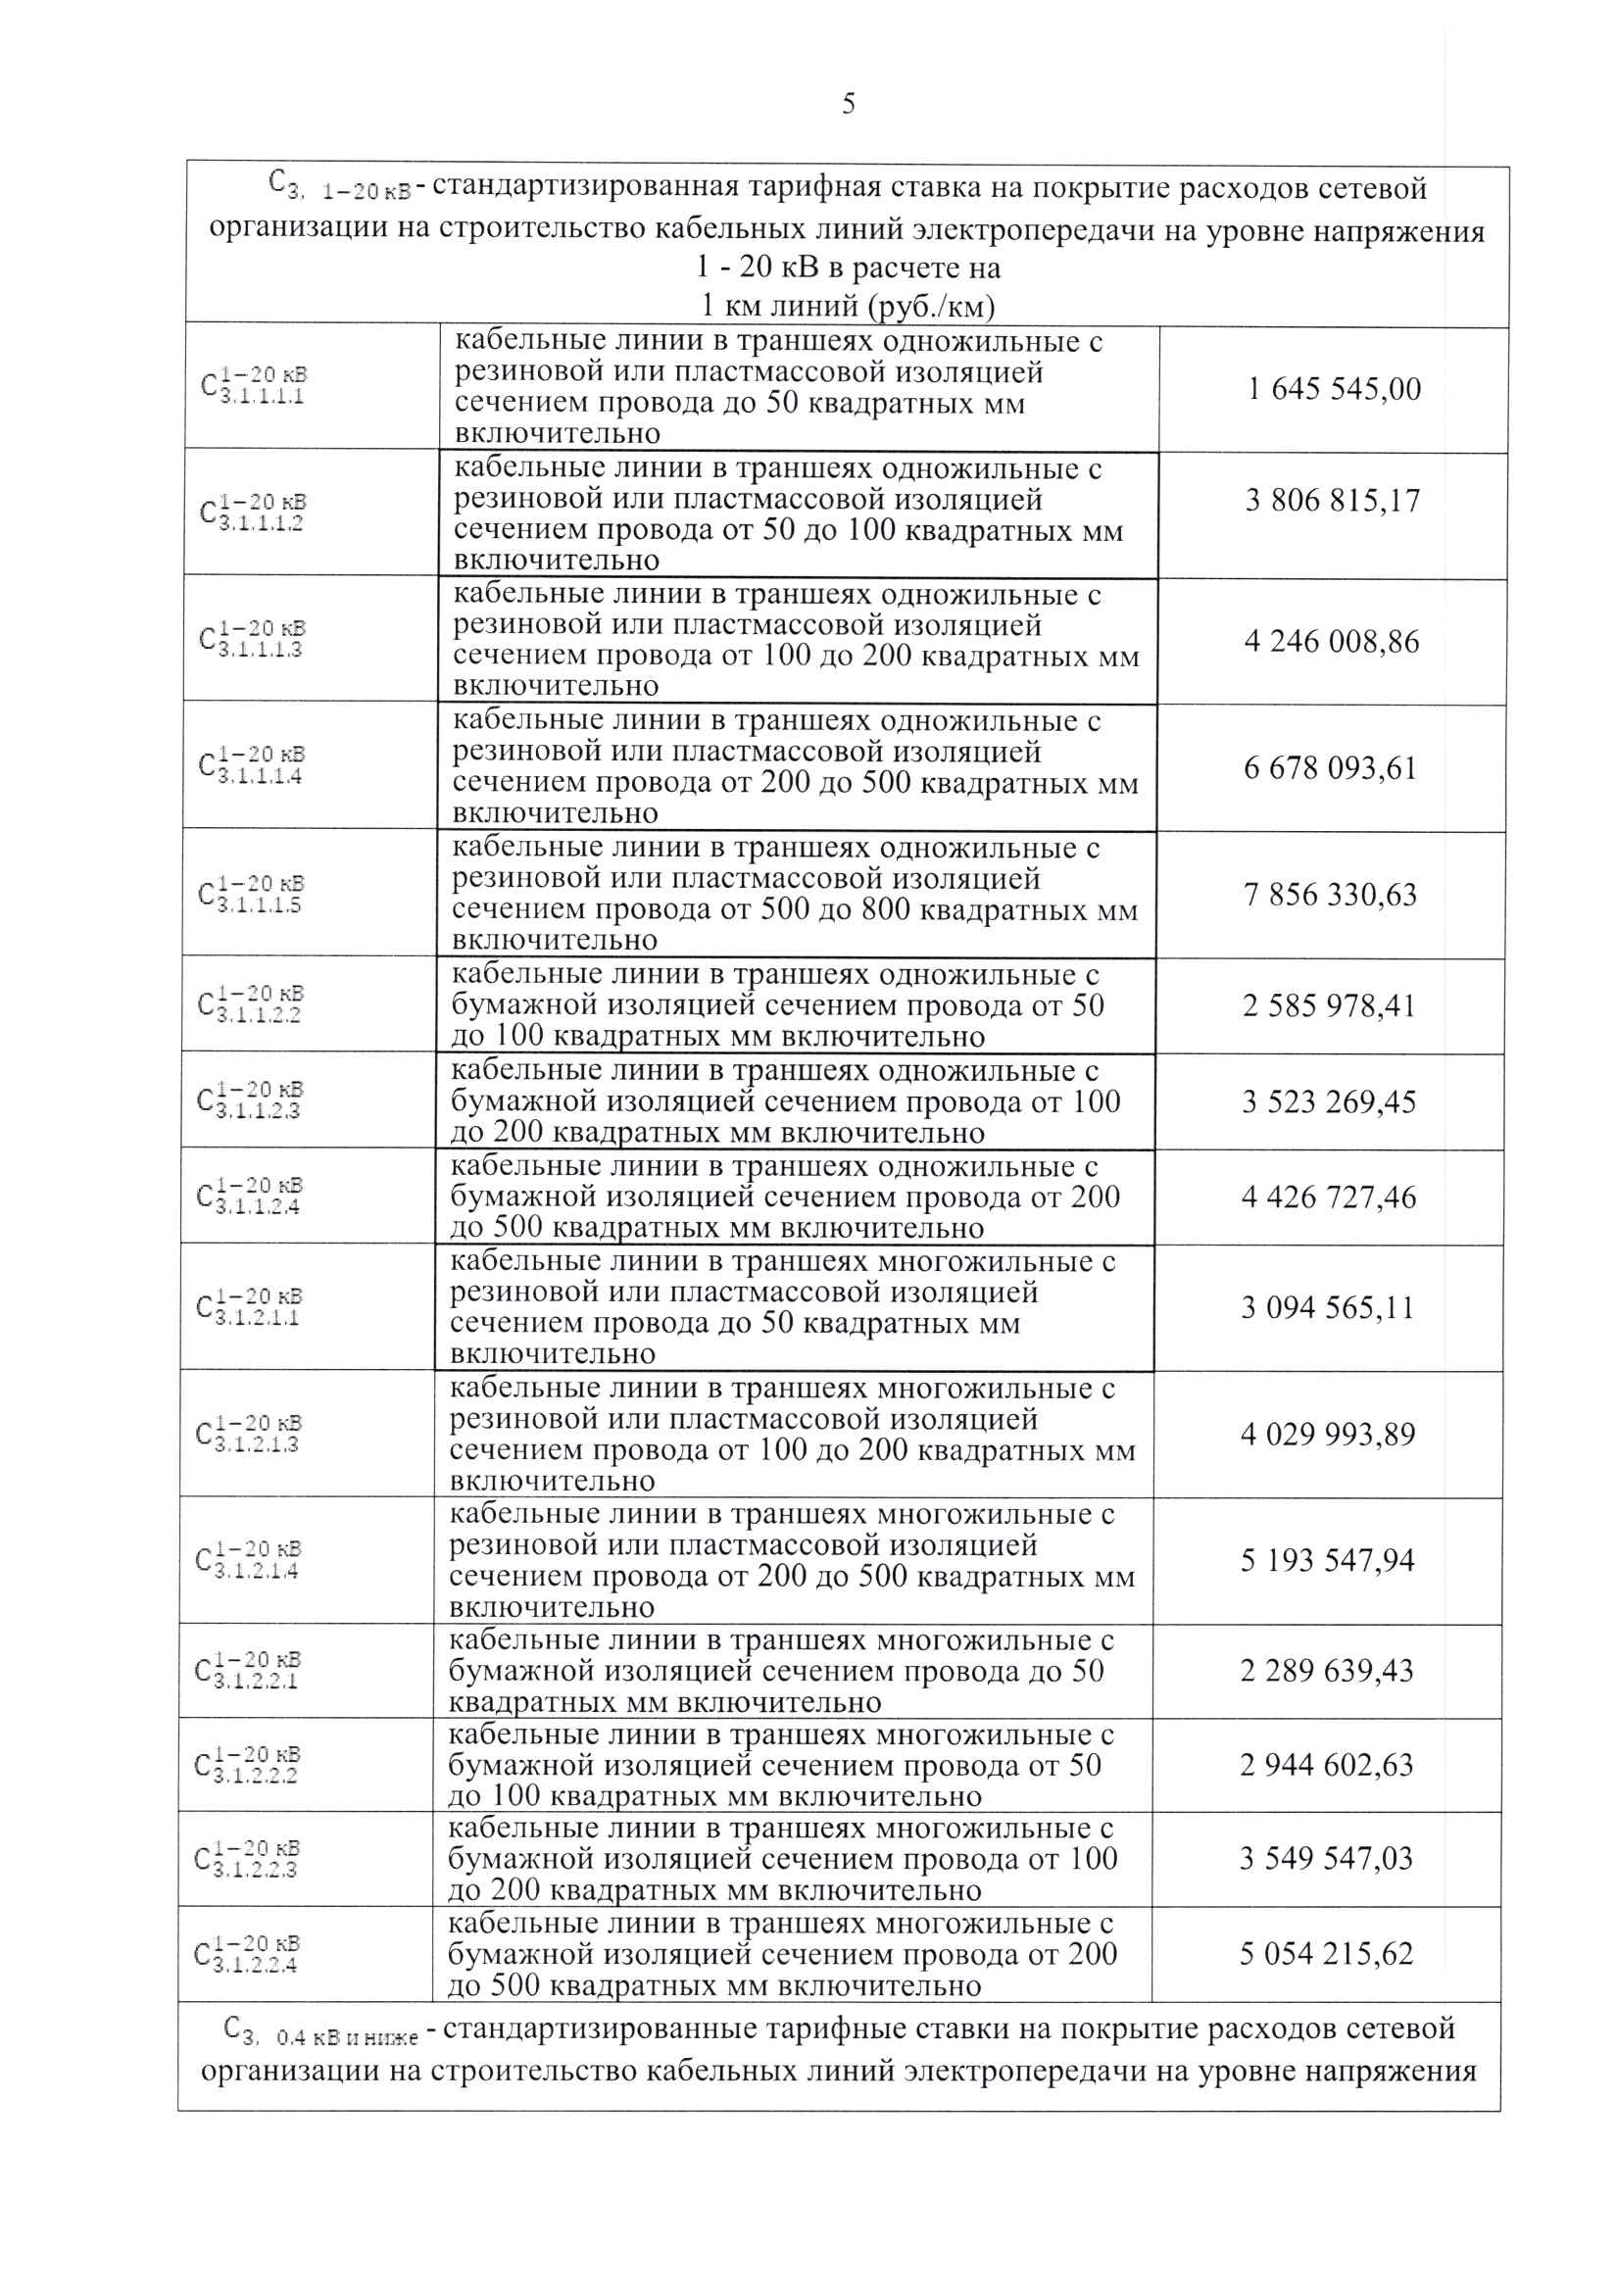 5
С3, 1−20 кВ - стандартизированная тарифная ставка на покрытие расходов сетевой
организации на строительство кабельных линий электропередачи на уровне напряжения
1 - 20 кВ в расчете на
1 км линий (руб./км)
С 1−20 кВ 3.1.1.1.1
кабельные линии в траншеях одножильные с
резиновой или пластмассовой изоляцией
сечением провода до 50 квадратных мм
включительно
1 645 545,00
С 1−20 кВ 3.1.1.1.2
кабельные линии в траншеях одножильные с
резиновой или пластмассовой изоляцией
сечением провода от 50 до 100 квадратных мм
включительно
3 806 815,17
С 1−20 кВ 3.1.1.1.3
кабельные линии в траншеях одножильные с
резиновой или пластмассовой изоляцией
сечением провода от 100 до 200 квадратных мм
включительно
4 246 008,86
С 1−20 кВ 3.1.1.1.4
кабельные линии в траншеях одножильные с
резиновой или пластмассовой изоляцией
сечением провода от 200 до 500 квадратных мм
включительно
6 678 093,61
С 1−20 кВ 3.1.1.1.5
кабельные линии в траншеях одножильные с
резиновой или пластмассовой изоляцией
сечением провода от 500 до 800 квадратных мм
включительно
7 856 330,63
С 1−20 кВ 3.1.1.2.2
кабельные линии в траншеях одножильные с
бумажной изоляцией сечением провода от 50
до 100 квадратных мм включительно
2 585 978,41
С 1−20 кВ 3.1.1.2.3
кабельные линии в траншеях одножильные с
бумажной изоляцией сечением провода от 100
до 200 квадратных мм включительно
3 523 269,45
С 1−20 кВ 3.1.1.2.4
кабельные линии в траншеях одножильные с
бумажной изоляцией сечением провода от 200
до 500 квадратных мм включительно
4 426 727,46
С 1−20 кВ 3.1.2.1.1
кабельные линии в траншеях многожильные с
резиновой или пластмассовой изоляцией
сечением провода до 50 квадратных мм
включительно
3 094 565,11
С 1−20 кВ 3.1.2.1.3
кабельные линии в траншеях многожильные с
резиновой или пластмассовой изоляцией
сечением провода от 100 до 200 квадратных мм
включительно
4 029 993,89
С 1−20 кВ 3.1.2.1.4
кабельные линии в траншеях многожильные с
резиновой или пластмассовой изоляцией
сечением провода от 200 до 500 квадратных мм
включительно
5 193 547,94
С 1−20 кВ 3.1.2.2.1
кабельные линии в траншеях многожильные с
бумажной изоляцией сечением провода до 50
квадратных мм включительно
2 289 639,43
С 1−20 кВ 3.1.2.2.2
кабельные линии в траншеях многожильные с
бумажной изоляцией сечением провода от 50
до 100 квадратных мм включительно
2 944 602,63
С 1−20 кВ 3.1.2.2.3
кабельные линии в траншеях многожильные с
бумажной изоляцией сечением провода от 100
до 200 квадратных мм включительно
3 549 547,03
С 1−20 кВ 3.1.2.2.4
кабельные линии в траншеях многожильные с
бумажной изоляцией сечением провода от 200
до 500 квадратных мм включительно
5 054 215,62
С3, 0.4 кВ и ниже - стандартизированные тарифные ставки на покрытие расходов сетевой
организации на строительство кабельных линий электропередачи на уровне напряжения